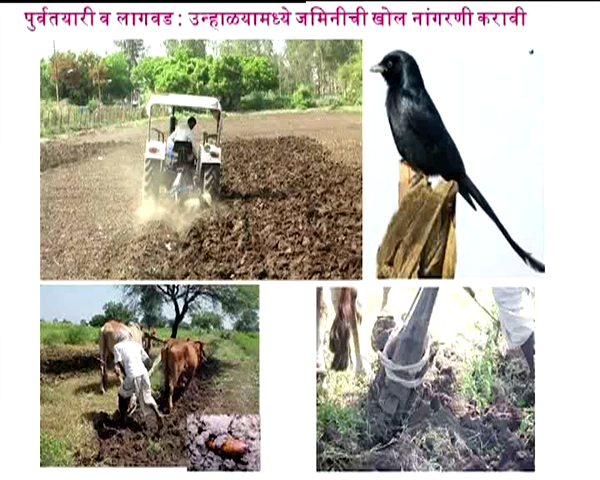 पुर्वतयारी व लागवड : उन्हाळयामध्ये जमिनीची खोल नांगरणी करावी